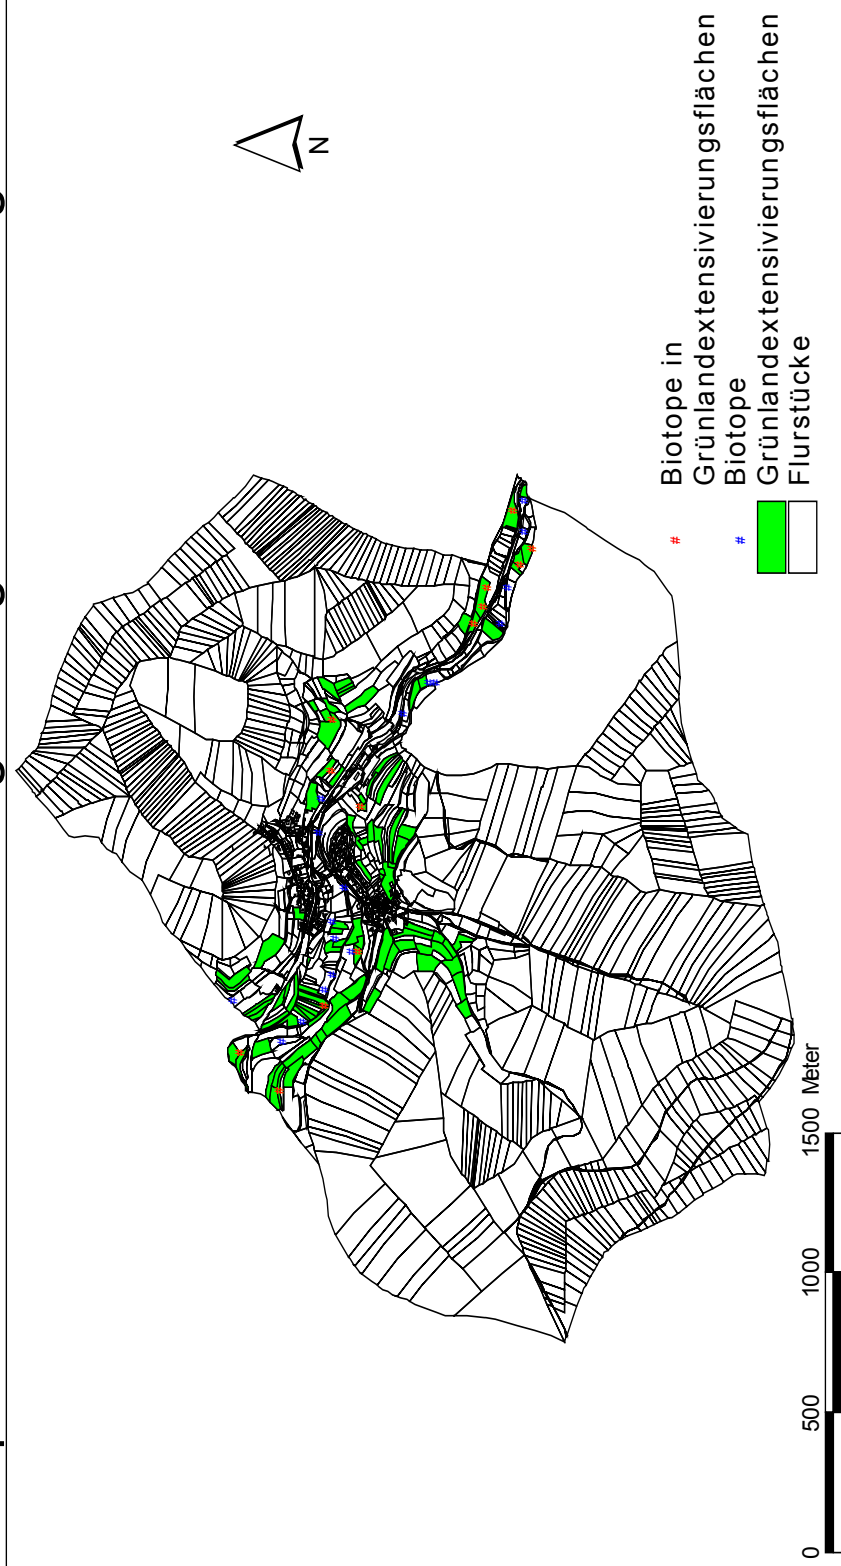 N
# Biotope in
Grünlandextensivierungsflächen
# Biotope
Grünlandextensivierungsflächen
Flurstücke
0 500 1000 1500 Meter